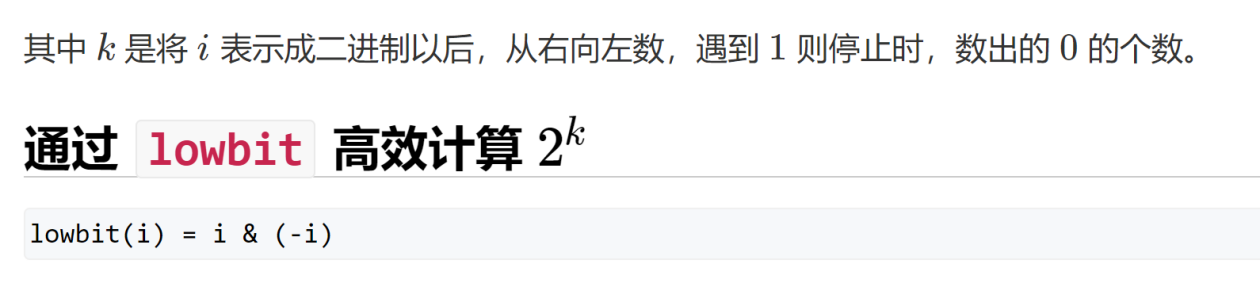 其中 k 是将 i 表示成二进制以后，从右向左数，遇到 1 则停止时，数出的 0 的个数。
通过 lowbit 高效计算 2^k
lowbit(i) = i & (-i)